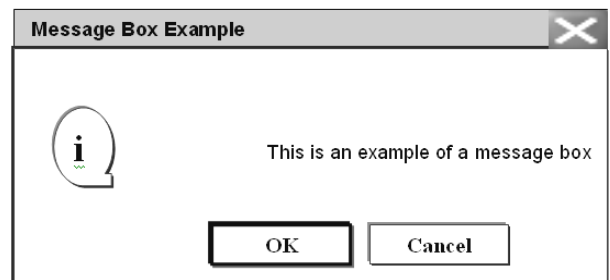 Message Box Example
i
This is an example of a message box
OK Cancel